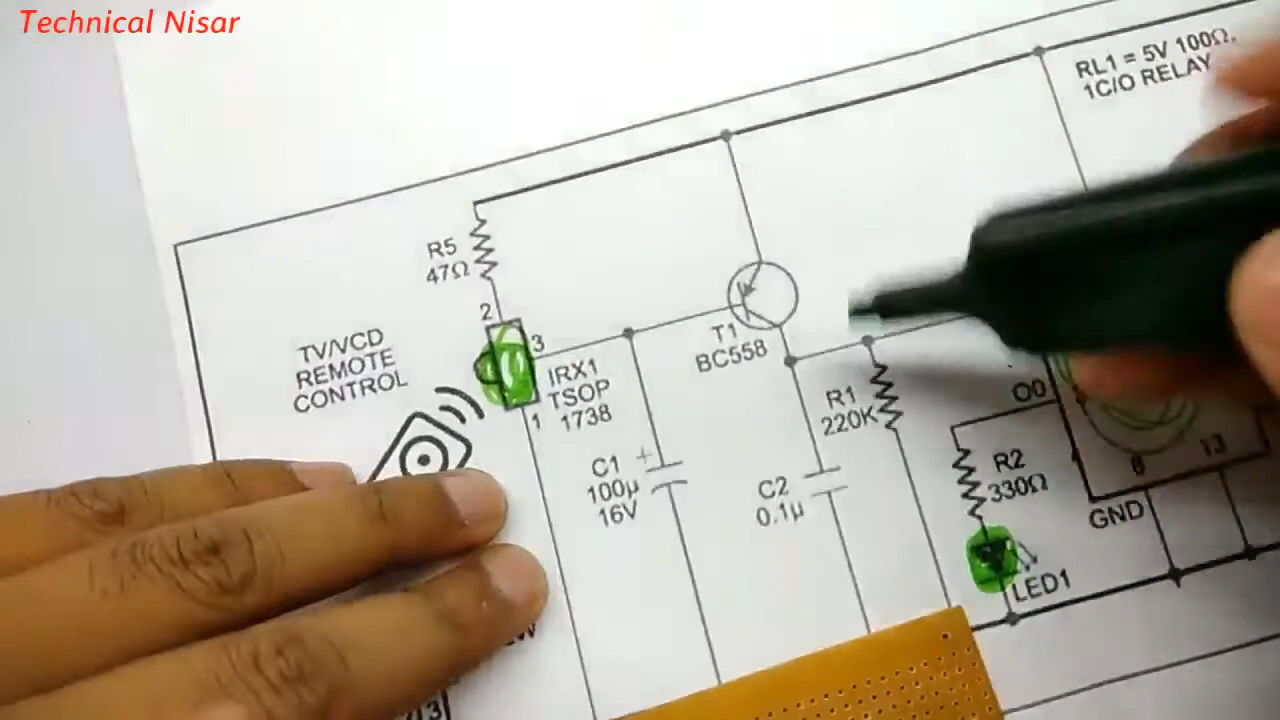 Technical Nisar
RL1 = 5V 100Ω,
1C/O RELAY
R5
47Ω
2
TV/VCD
REMOTE
CONTROL
3
IRX1
TSOP
1738
1
T1
BC558
R1
220K
C1 +
100µ
16V
C2
0.1µ
O0
R2
330Ω
LED1
8
13
GND